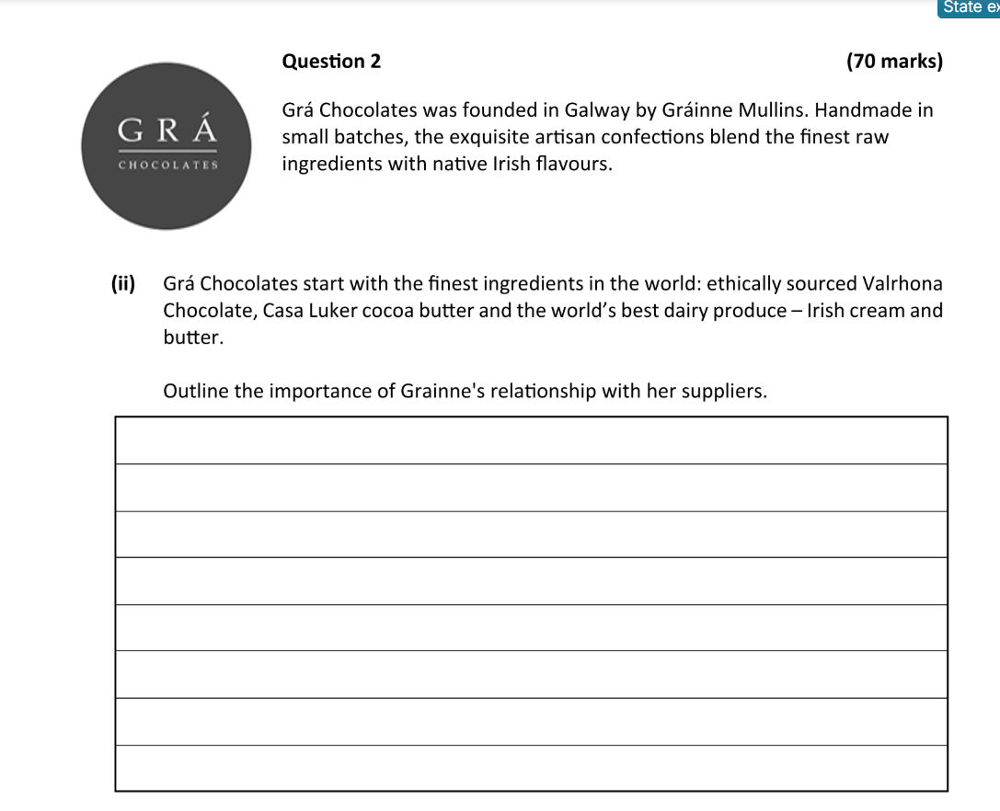 State ex
Question 2 (70 marks)
GRÁ
CHOCOLATES
Grá Chocolates was founded in Galway by Gráinne Mullins. Handmade in
small batches, the exquisite artisan confections blend the finest raw
ingredients with native Irish flavours.
(ii) Grá Chocolates start with the finest ingredients in the world: ethically sourced Valrhona
Chocolate, Casa Luker cocoa butter and the world’s best dairy produce – Irish cream and
butter.
Outline the importance of Grainne's relationship with her suppliers.